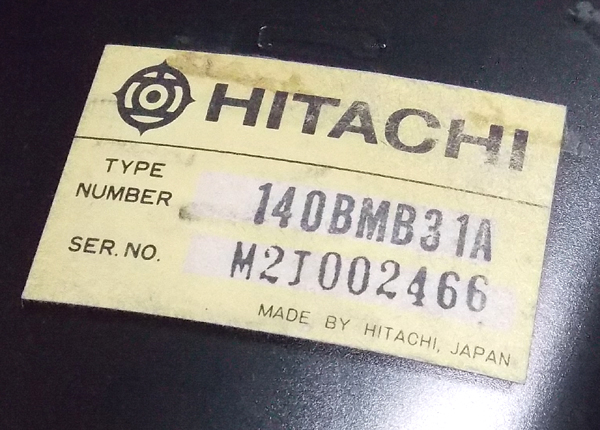 HITACHI
TYPE
NUMBER 140BMB31A
SER. NO. M2J002466
MADE BY HITACHI, JAPAN